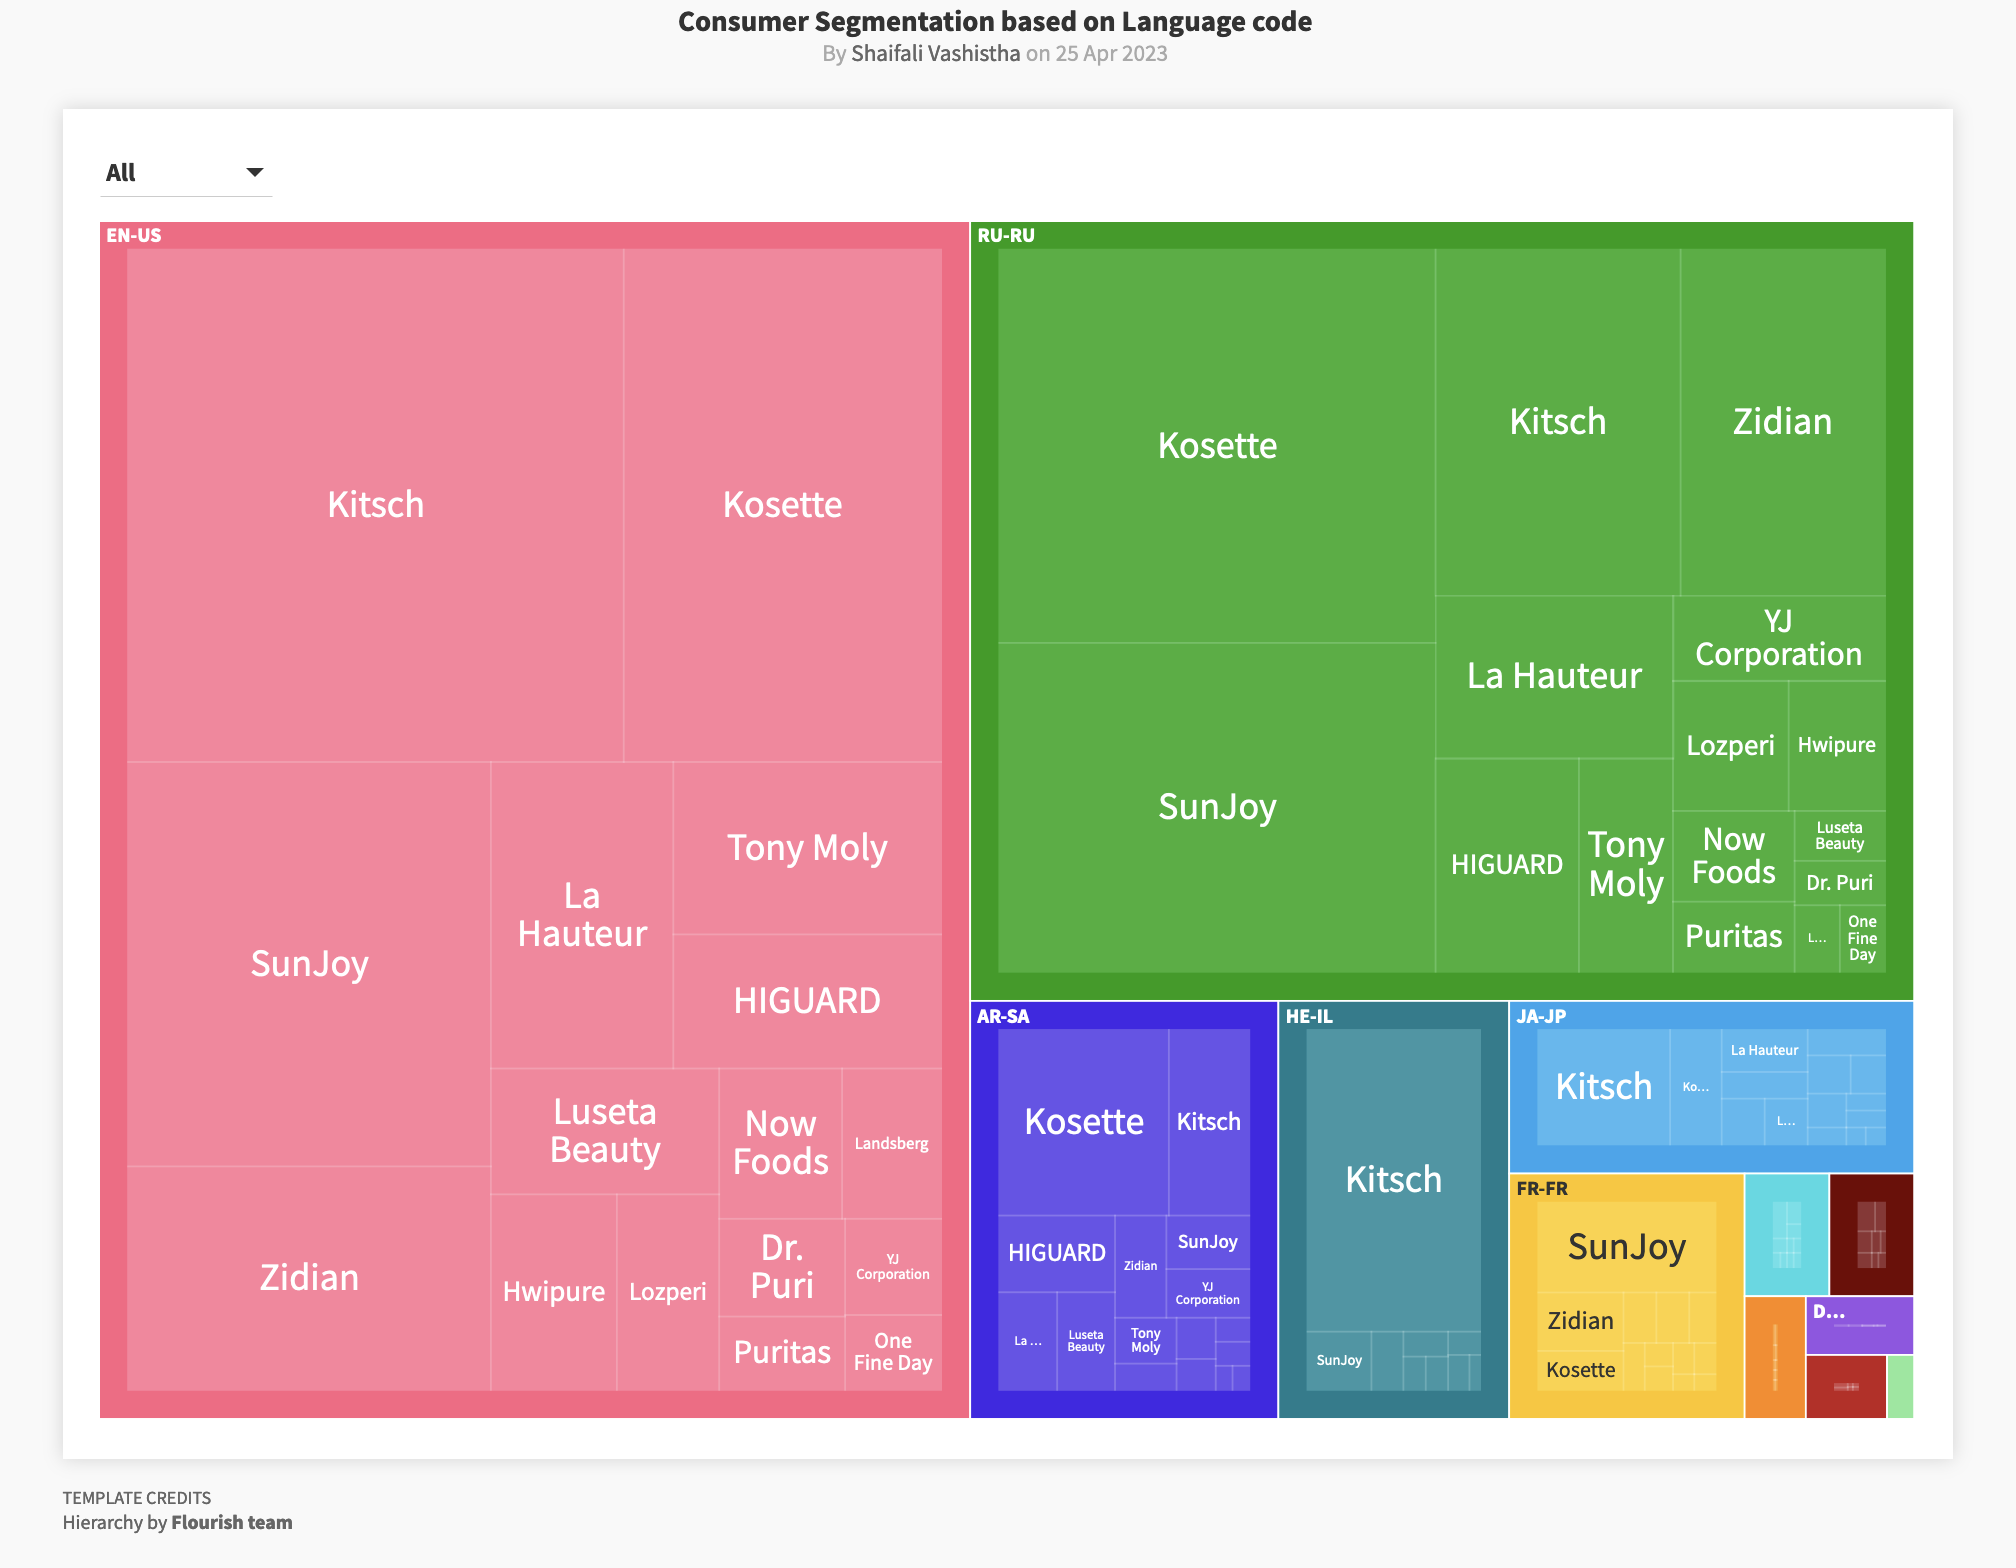 Consumer Segmentation based on Language code
By Shaifali Vashistha on 25 Apr 2023
All
EN-US
Kitsch
Kosette
SunJoy
La
Hauteur
Tony Moly
HIGUARD
Zidian
Luseta
Beauty
Now
Foods
Landsberg
Hwipure
Lozperi
Dr.
Puri
YJ
Corporation
Puritas
One
Fine Day
RU-RU
Kosette
Kitsch
Zidian
SunJoy
La Hauteur
YJ
Corporation
Lozperi
Hwipure
HIGUARD
Tony
Moly
Now
Foods
Luseta
Beauty
Dr. Puri
Puritas
L...
One
Fine
Day
AR-SA
Kosette
Kitsch
HIGUARD
Zidian
SunJoy
YJ
Corporation
La ...
Luseta
Beauty
Tony
Moly
HE-IL
Kitsch
SunJoy
JA-JP
Kitsch
Ko...
La Hauteur
L...
FR-FR
SunJoy
Zidian
Kosette
D...
TEMPLATE CREDITS
Hierarchy by Flourish team